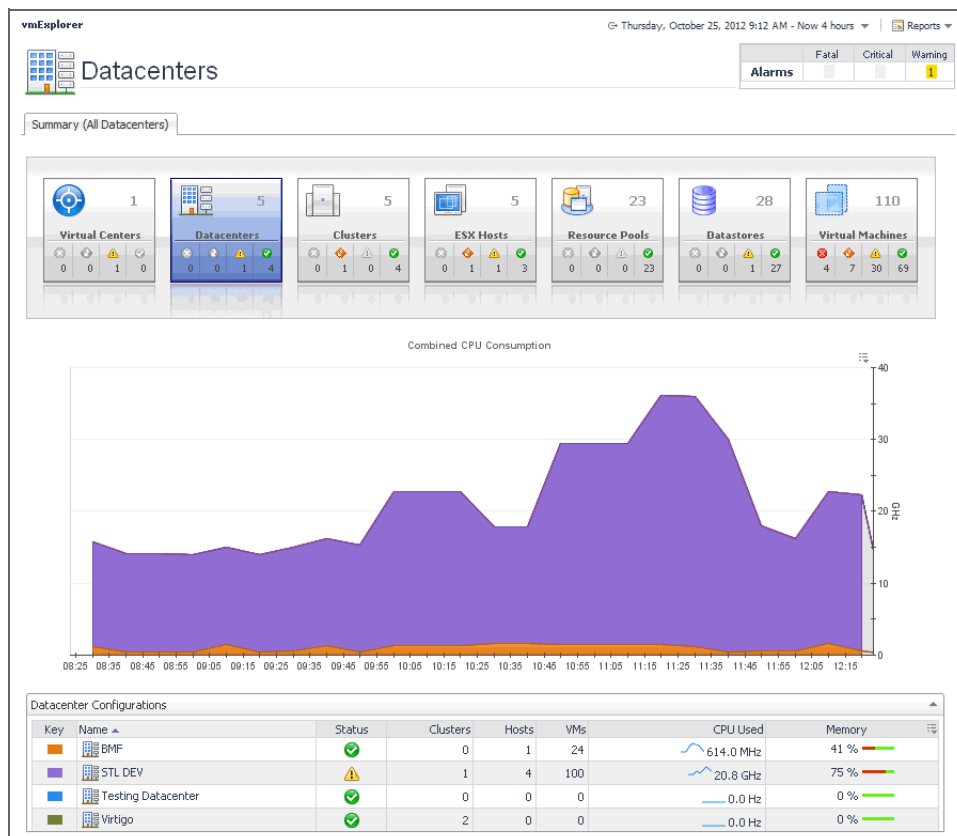 vmExplorer
Thursday, October 25, 2012 9:12 AM - Now 4 hours
Reports
Datacenters
Fatal Critical Warning
Alarms 1
Summary (All Datacenters)
1 5 5 5 23 28 110
Virtual Centers Datacenters Clusters ESX Hosts Resource Pools Datastores Virtual Machines
0 0 1 0 0 0 1 4 0 1 0 4 0 1 1 3 0 0 0 23 0 0 1 27 4 7 30 69
Combined CPU Consumption
40
30
20
GHz
10
0
08:25 08:35 08:45 08:55 09:05 09:15 09:25 09:35 09:45 09:55 10:05 10:15 10:25 10:35 10:45 10:55 11:05 11:15 11:25 11:35 11:45 11:55 12:05 12:15
Datacenter Configurations
Key Name Status Clusters Hosts VMs CPU Used Memory
BMF 0 1 24 614.0 MHz 41 %
STL DEV 1 4 100 20.8 GHz 75 %
Testing Datacenter 0 0 0 0.0 Hz 0 %
Virtigo 2 0 0 0.0 Hz 0 %